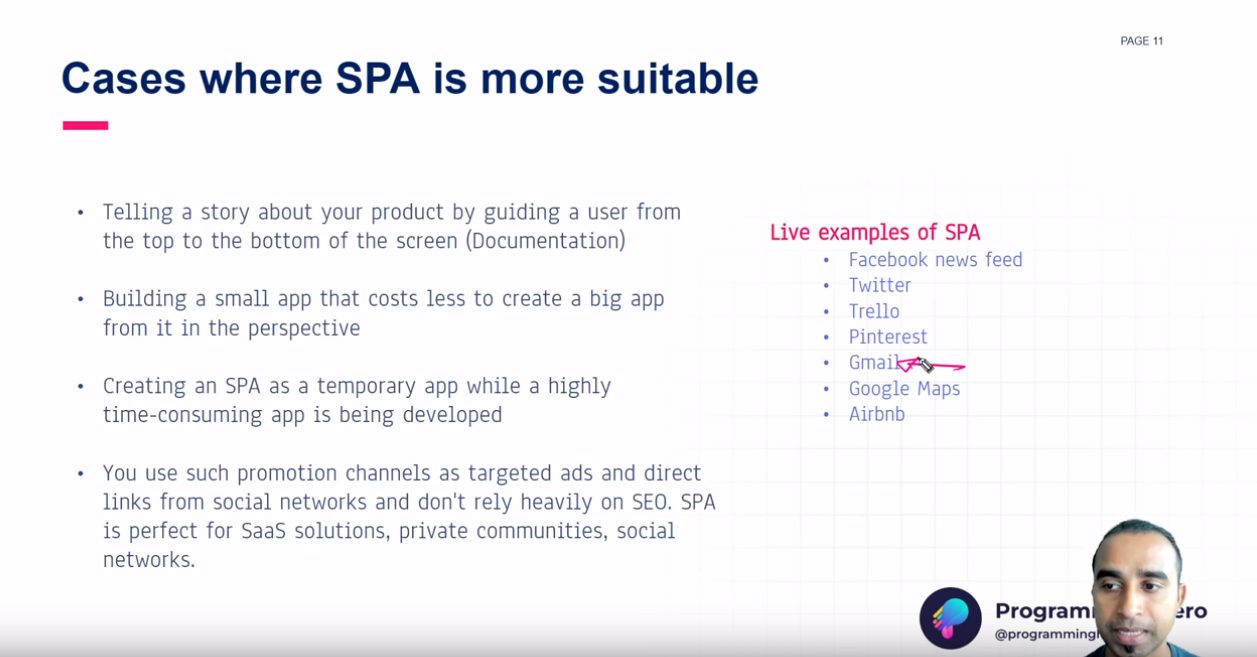 PAGE 11
Cases where SPA is more suitable
• Telling a story about your product by guiding a user from
the top to the bottom of the screen (Documentation)
• Building a small app that costs less to create a big app
from it in the perspective
• Creating an SPA as a temporary app while a highly
time-consuming app is being developed
• You use such promotion channels as targeted ads and direct
links from social networks and don't rely heavily on SEO. SPA
is perfect for SaaS solutions, private communities, social
networks.
Live examples of SPA
• Facebook news feed
• Twitter
• Trello
• Pinterest
• Gmail
• Google Maps
• Airbnb